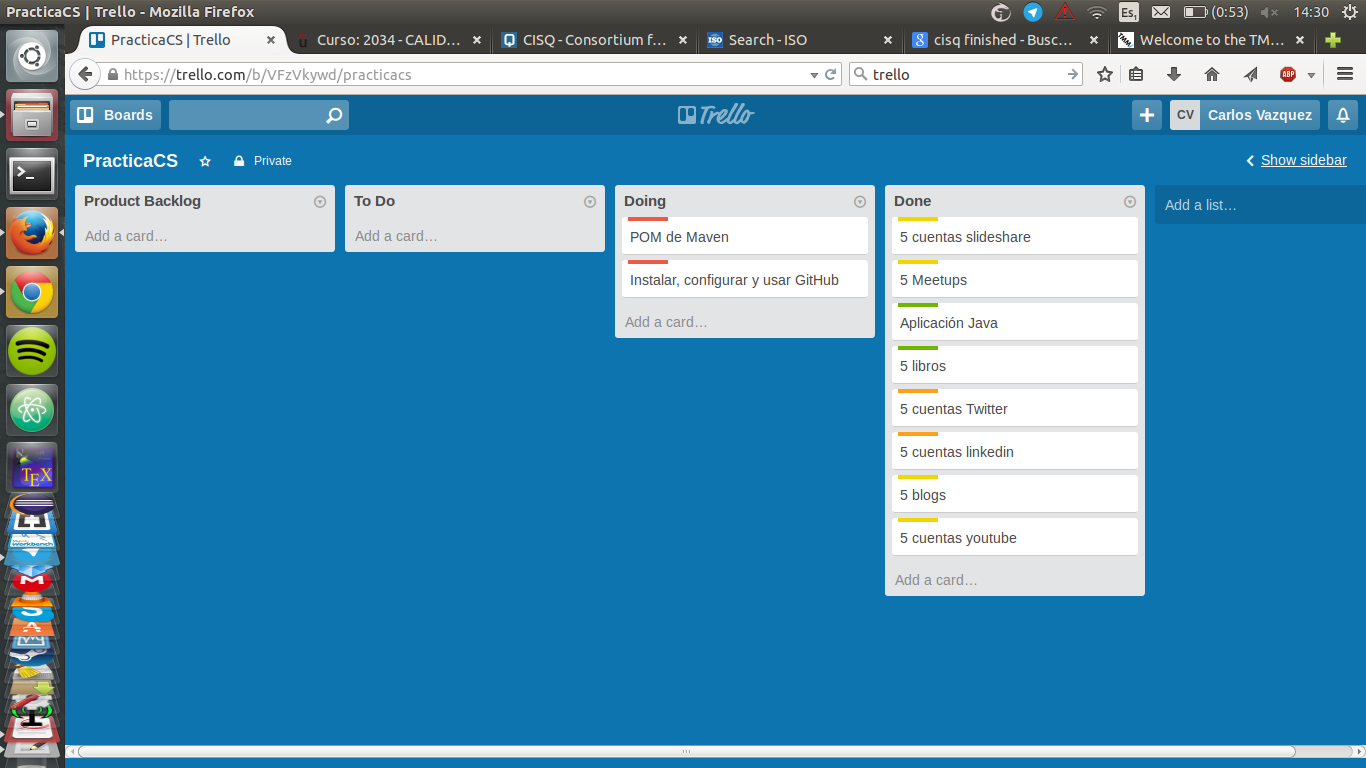 PracticaCS | Trello - Mozilla Firefox
Es1
(0:53)
14:30
PracticaCS | Trello
Curso: 2034 - CALID...
CISQ - Consortium f...
Search - ISO
cisq finished - Busc...
Welcome to the TM...
https://trello.com/b/VFzVkywd/practicacs
trello
ABP
Boards
Trello
CV
Carlos Vazquez
PracticaCS
Private
Show sidebar
Product Backlog
Add a card…
To Do
Add a card…
Doing
POM de Maven
Instalar, configurar y usar GitHub
Add a card…
Done
5 cuentas slideshare
5 Meetups
Aplicación Java
5 libros
5 cuentas Twitter
5 cuentas linkedin
5 blogs
5 cuentas youtube
Add a card…
Add a list…
TEX
Workbench